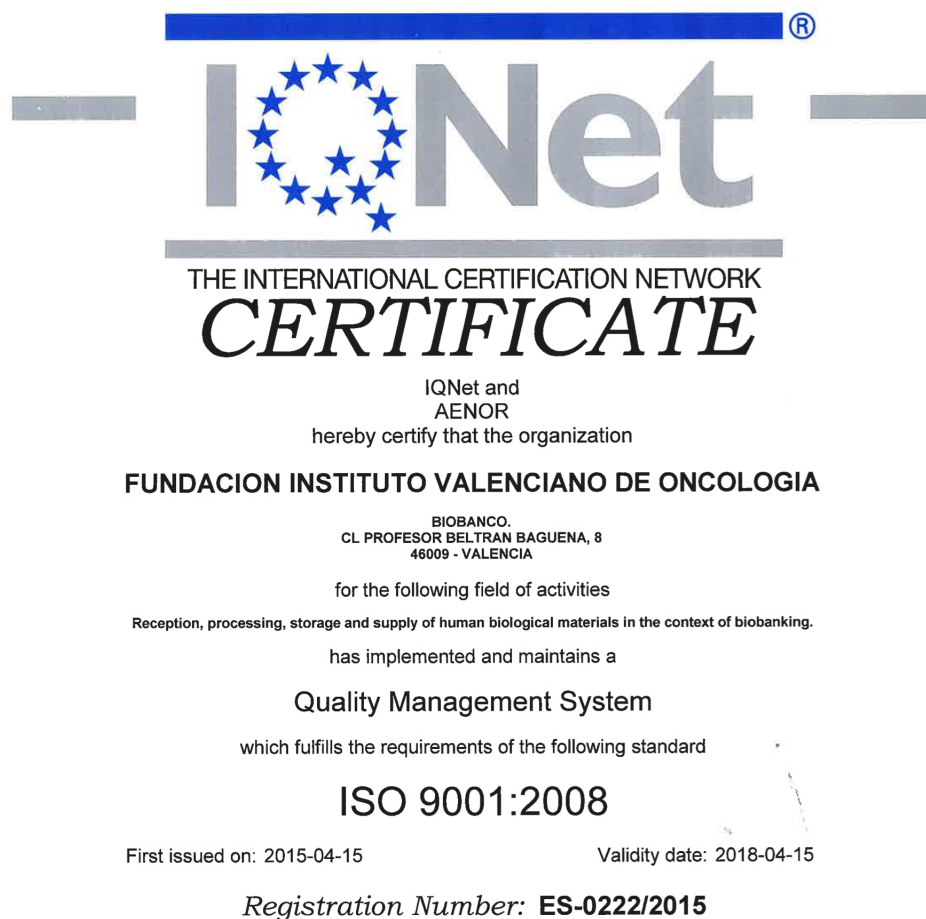 IQNet ®
THE INTERNATIONAL CERTIFICATION NETWORK
CERTIFICATE
IQNet and
AENOR
hereby certify that the organization
FUNDACION INSTITUTO VALENCIANO DE ONCOLOGIA
BIOBANCO.
CL PROFESOR BELTRAN BAGUENA, 8
46009 - VALENCIA
for the following field of activities
Reception, processing, storage and supply of human biological materials in the context of biobanking.
has implemented and maintains a
Quality Management System
which fulfills the requirements of the following standard
ISO 9001:2008
First issued on: 2015-04-15 Validity date: 2018-04-15
Registration Number: ES-0222/2015